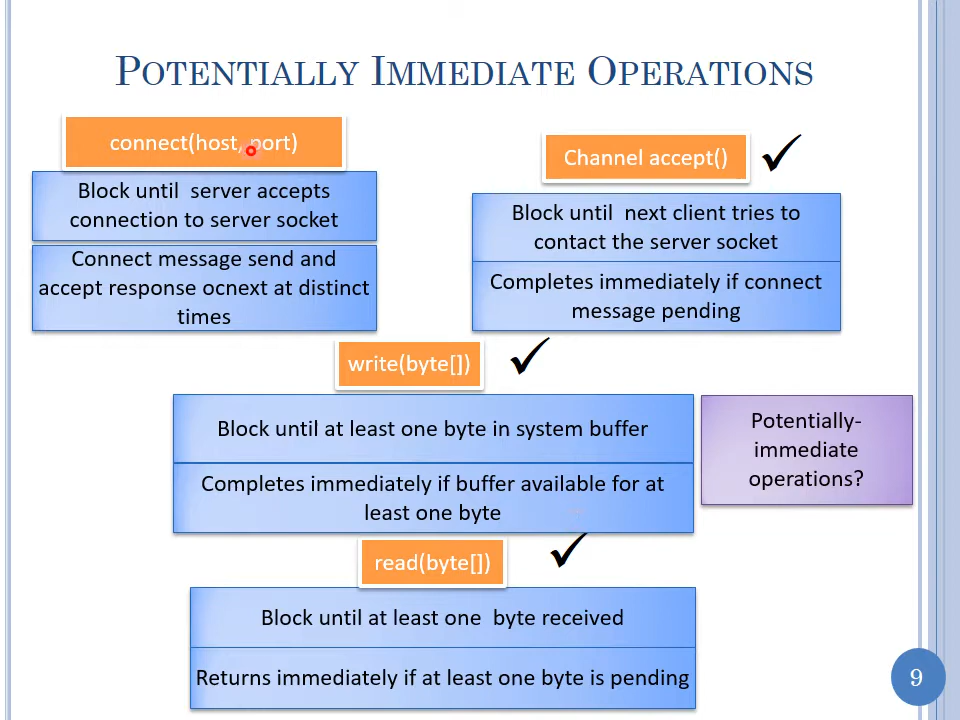 POTENTIALLY IMMEDIATE OPERATIONS
connect(host, port)
Block until server accepts
connection to server socket
Connect message send and
accept response ocnext at distinct
times
Channel accept()
Block until next client tries to
contact the server socket
Completes immediately if connect
message pending
write(byte[])
Block until at least one byte in system buffer
Completes immediately if buffer available for at
least one byte
Potentially-
immediate
operations?
read(byte[])
Block until at least one byte received
Returns immediately if at least one byte is pending
9